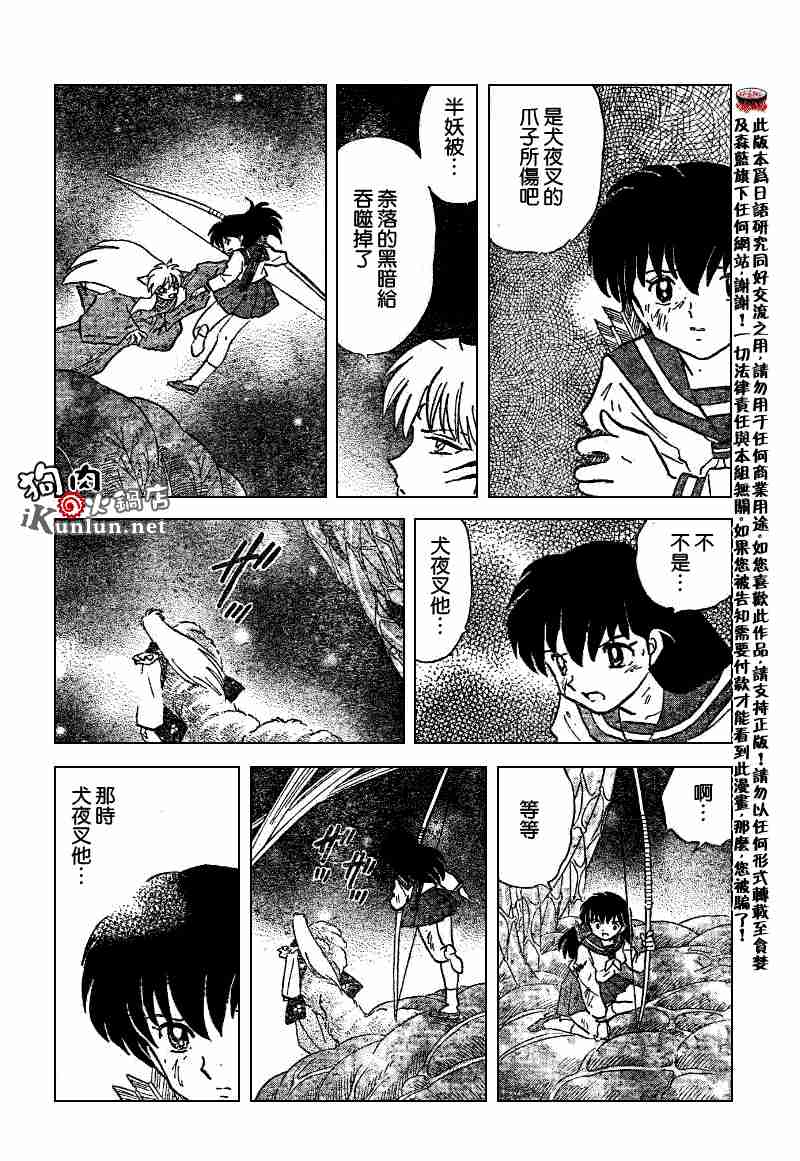 是犬夜叉的
爪子所傷吧
半妖被…
奈落的黑暗給
吞噬掉了
不
不是…
犬夜叉他…
啊…
等等
那時
犬夜叉他…
此版本爲日語研究同好交流之用，請勿用于任何商業用途。如您喜歡此作品，請支持正版！請勿以任何形式轉載至貪婪
及森藍旗下任何網站，謝謝！一切法律責任與本組無關。如果您被告知需要付款才能看到此漫畫，那麼，您被騙了！
狗肉
火鍋店
iKunlun.net